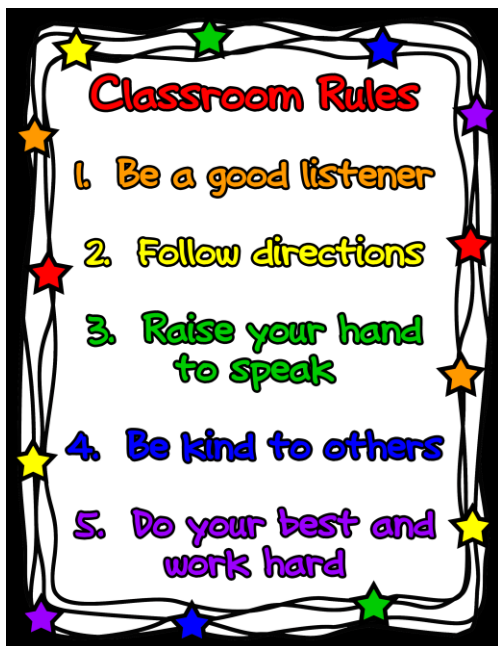 Classroom Rules
1. Be a good listener
2. Follow directions
3. Raise your hand
to speak
4. Be kind to others
5. Do your best and
work hard